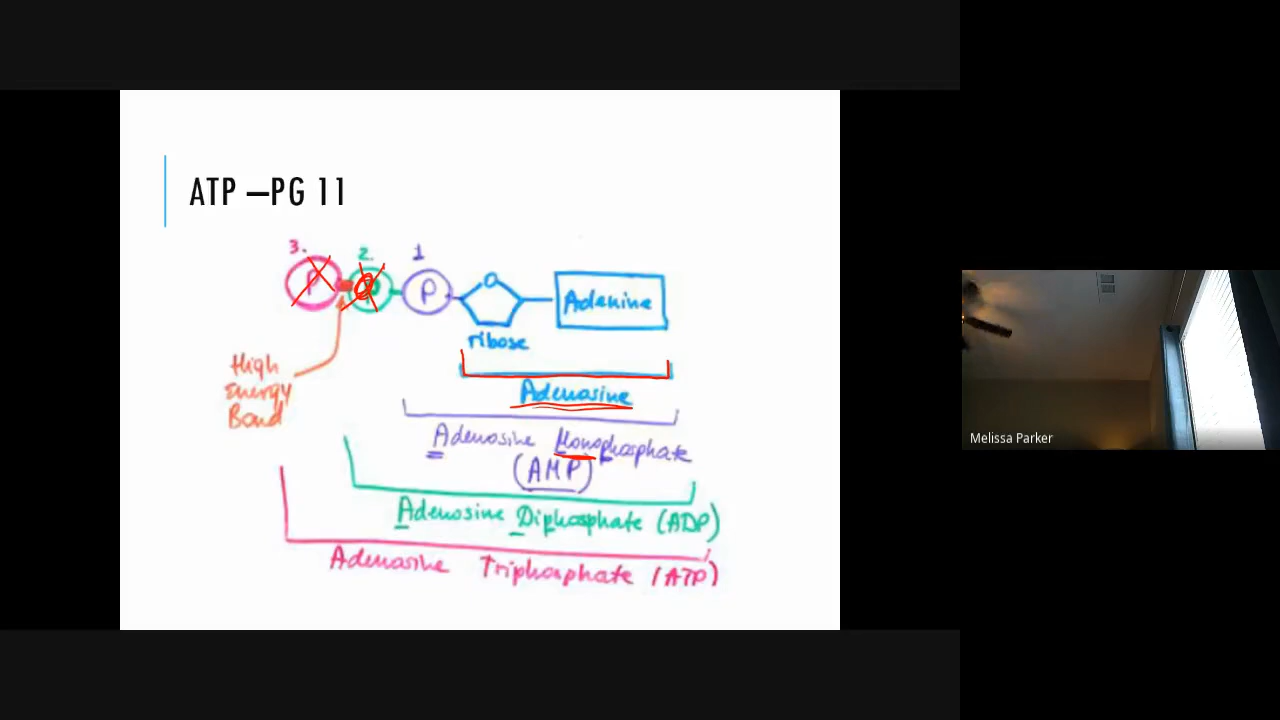 ATP –PG 11
3. 2. 1
P P Adenine
ribose
High
Energy
Bond
Adenosine
Adenosine Monophosphate
(AMP)
Adenosine Diphosphate (ADP)
Adenosine Triphosphate (ATP)
Melissa Parker